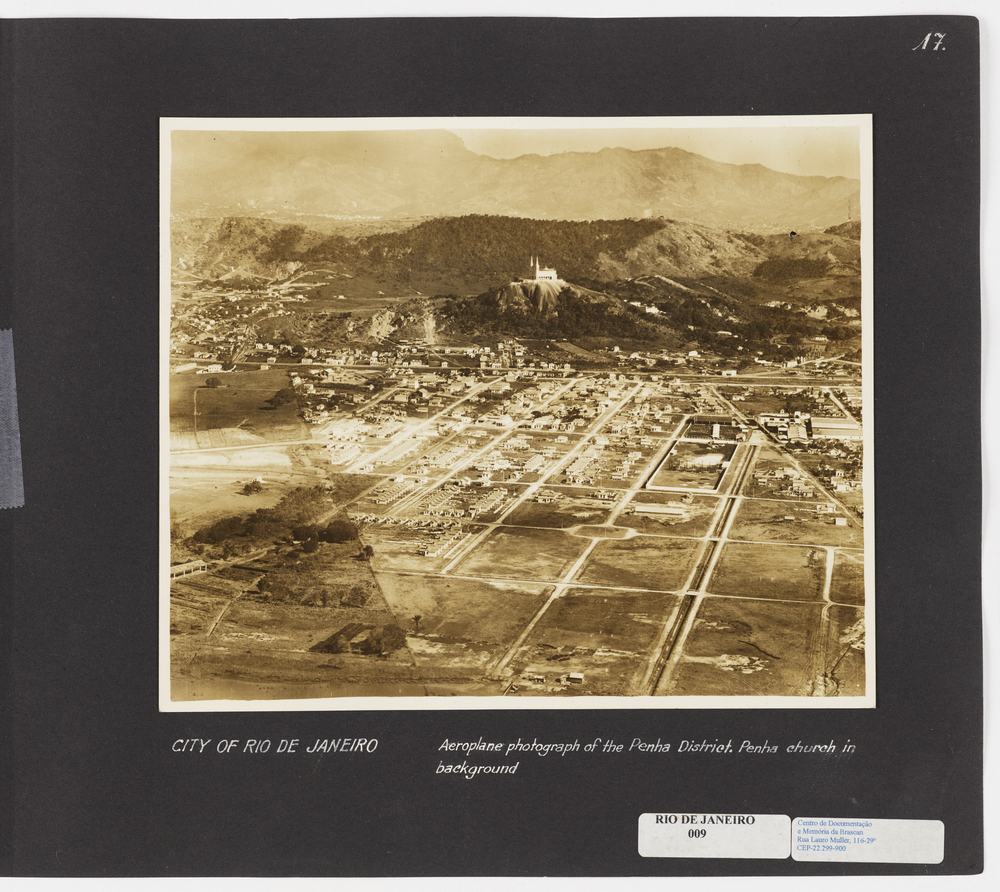 17.
CITY OF RIO DE JANEIRO
Aeroplane photograph of the Penha District. Penha church in
background
RIO DE JANEIRO
009
Centro de Documentação
e Memória da Brascan
Rua Lauro Muller, 116-29º
CEP-22.299-900